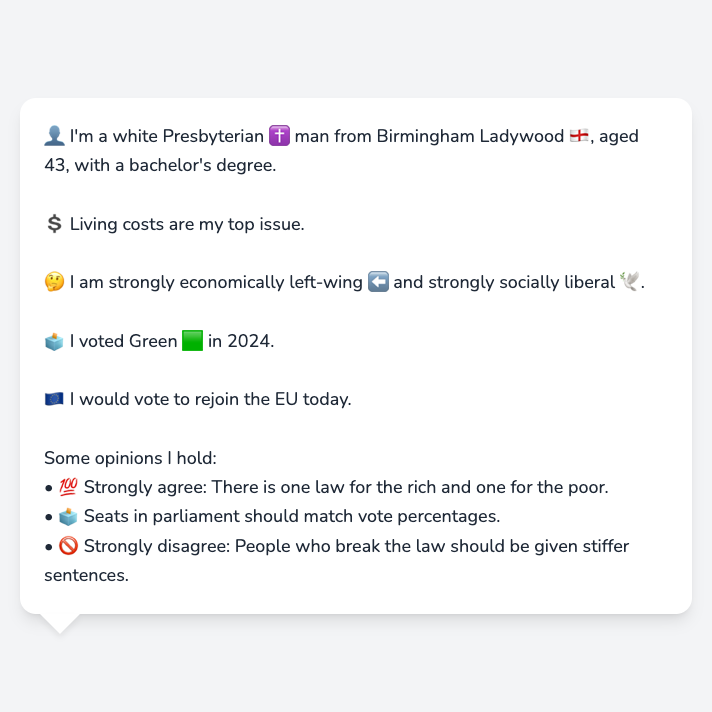 👤 I'm a white Presbyterian ✝️ man from Birmingham Ladywood 🏴󠁧󠁢󠁥󠁮󠁧󠁿, aged
43, with a bachelor's degree.
💲 Living costs are my top issue.
🤔 I am strongly economically left-wing ⬅️ and strongly socially liberal 🕊️.
🗳️ I voted Green 🟩 in 2024.
🇪🇺 I would vote to rejoin the EU today.
Some opinions I hold:
• 💯 Strongly agree: There is one law for the rich and one for the poor.
• 🗳️ Seats in parliament should match vote percentages.
• 🚫 Strongly disagree: People who break the law should be given stiffer
sentences.